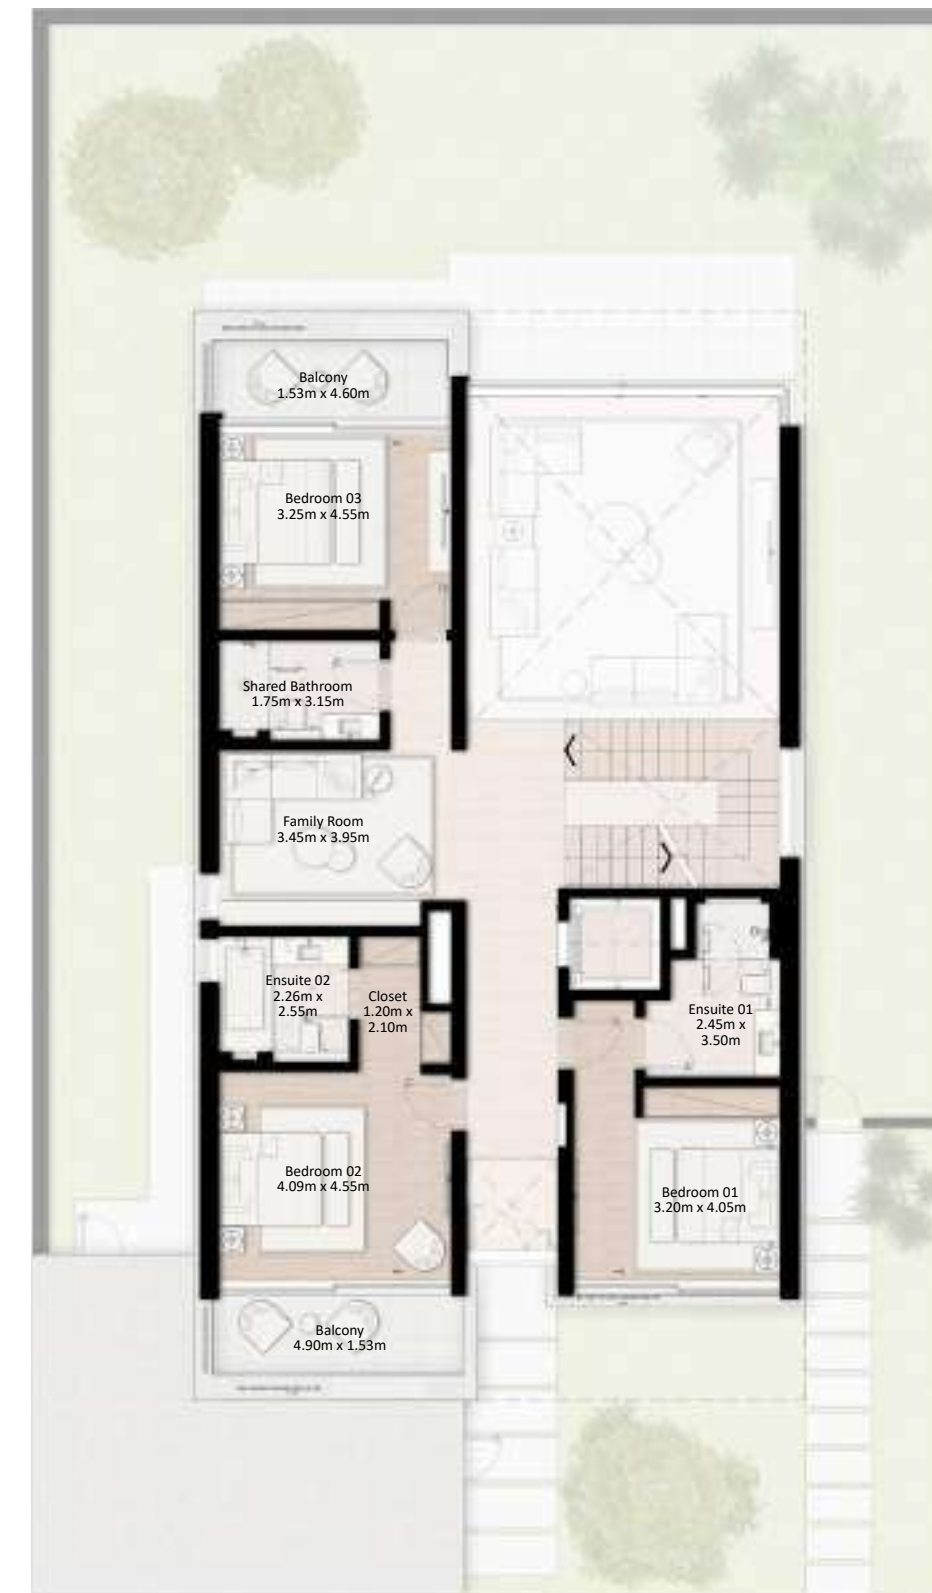 Balcony
1.53m x 4.60m
Bedroom 03
3.25m x 4.55m
Shared Bathroom
1.75m x 3.15m
Family Room
3.45m x 3.95m
Ensuite 02
2.26m x
2.55m
Closet
1.20m x
2.10m
Ensuite 01
2.45m x
3.50m
Bedroom 02
4.09m x 4.55m
Bedroom 01
3.20m x 4.05m
Balcony
4.90m x 1.53m